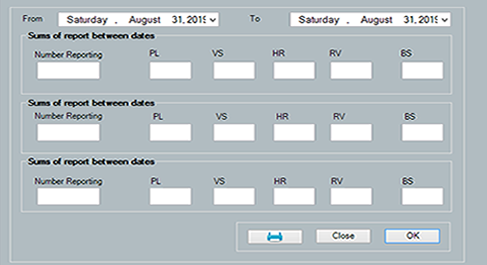 From Saturday , August 31, 2019 To Saturday , August 31, 2019
Sums of report between dates
Number Reporting PL VS HR RV BS
Sums of report between dates
Number Reporting PL VS HR RV BS
Sums of report between dates
Number Reporting PL VS HR RV BS
Close OK